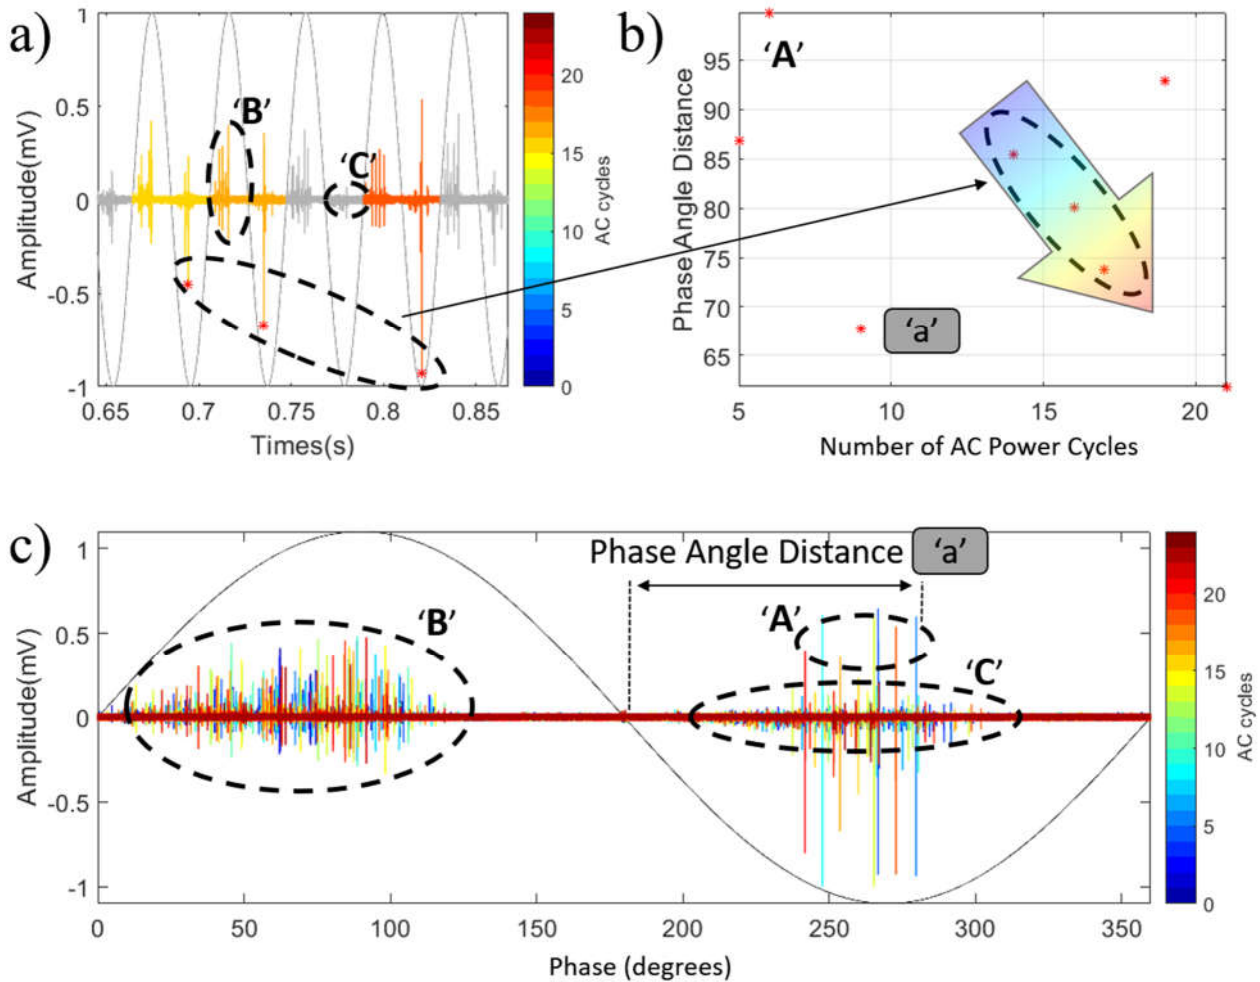 a)
Amplitude(mV)
1
0.5
0
-0.5
-1
0.65
0.7
0.75
0.8
0.85
Times(s)
'B'
'C'
20
15
10
5
0
AC cycles
b)
Phase Angle Distance
95
90
85
80
75
70
65
5
10
15
20
Number of AC Power Cycles
'A'
'a'
c)
Amplitude(mV)
1
0.5
0
-0.5
-1
0
50
100
150
200
250
300
350
Phase (degrees)
Phase Angle Distance 'a'
'B'
'A'
'C'
20
15
10
5
0
AC cycles